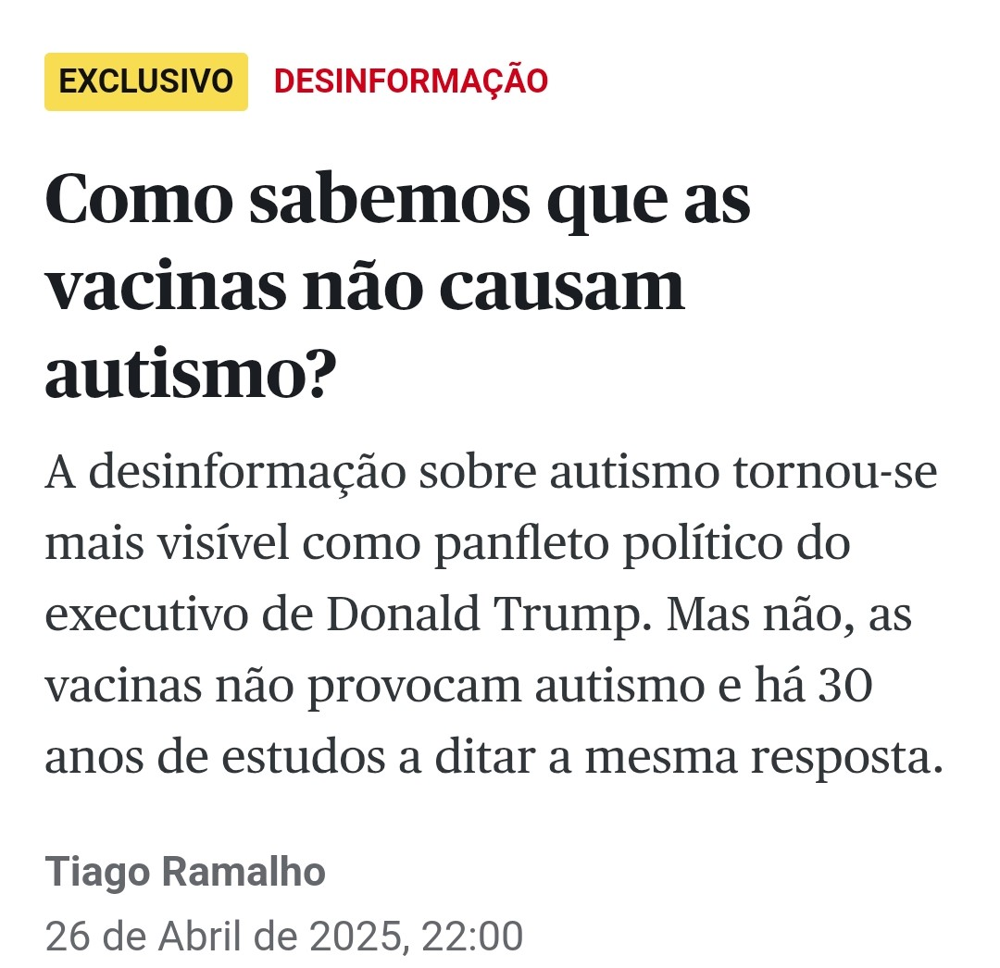 EXCLUSIVO DESINFORMAÇÃO
Como sabemos que as
vacinas não causam
autismo?
A desinformação sobre autismo tornou-se
mais visível como panfleto político do
executivo de Donald Trump. Mas não, as
vacinas não provocam autismo e há 30
anos de estudos a ditar a mesma resposta.
Tiago Ramalho
26 de Abril de 2025, 22:00